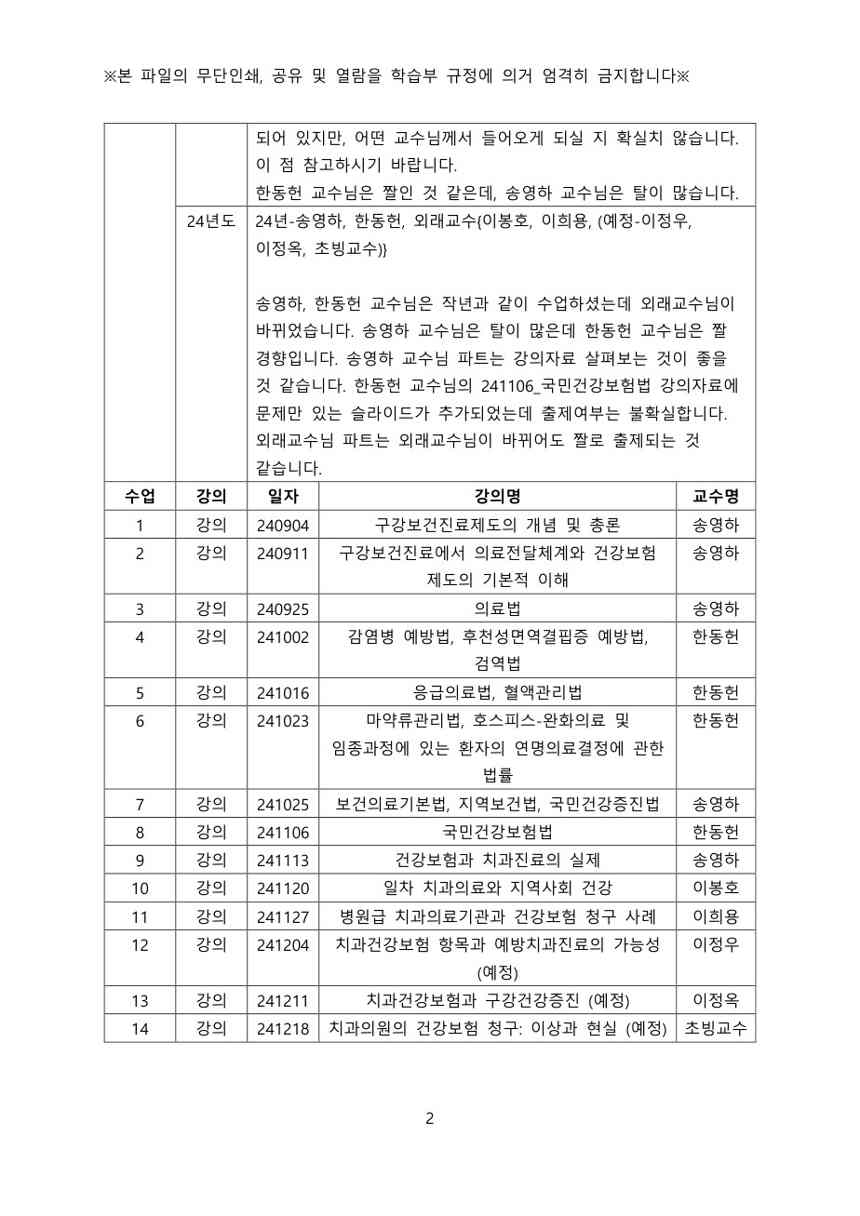 ※본 파일의 무단인쇄, 공유 및 열람을 학습부 규정에 의거 엄격히 금지합니다※
되어 있지만, 어떤 교수님께서 들어오게 되실 지 확실치 않습니다.
이 점 참고하시기 바랍니다.
한동헌 교수님은 짤인 것 같은데, 송영하 교수님은 탈이 많습니다.
24년도 24년-송영하, 한동헌, 외래교수{이봉호, 이희용, (예정-이정우,
이정옥, 초빙교수)}
송영하, 한동헌 교수님은 작년과 같이 수업하셨는데 외래교수님이
바뀌었습니다. 송영하 교수님은 탈이 많은데 한동헌 교수님은 짤
경향입니다. 송영하 교수님 파트는 강의자료 살펴보는 것이 좋을
것 같습니다. 한동헌 교수님의 241106_국민건강보험법 강의자료에
문제만 있는 슬라이드가 추가되었는데 출제여부는 불확실합니다.
외래교수님 파트는 외래교수님이 바뀌어도 짤로 출제되는 것
같습니다.
수업 강의 일자 강의명 교수명
1 강의 240904 구강보건진료제도의 개념 및 총론 송영하
2 강의 240911 구강보건진료에서 의료전달체계와 건강보험 송영하
제도의 기본적 이해
3 강의 240925 의료법 송영하
4 강의 241002 감염병 예방법, 후천성면역결핍증 예방법, 한동헌
검역법
5 강의 241016 응급의료법, 혈액관리법 한동헌
6 강의 241023 마약류관리법, 호스피스-완화의료 및 한동헌
임종과정에 있는 환자의 연명의료결정에 관한
법률
7 강의 241025 보건의료기본법, 지역보건법, 국민건강증진법 송영하
8 강의 241106 국민건강보험법 한동헌
9 강의 241113 건강보험과 치과진료의 실제 송영하
10 강의 241120 일차 치과의료와 지역사회 건강 이봉호
11 강의 241127 병원급 치과의료기관과 건강보험 청구 사례 이희용
12 강의 241204 치과건강보험 항목과 예방치과진료의 가능성 이정우
(예정)
13 강의 241211 치과건강보험과 구강건강증진 (예정) 이정옥
14 강의 241218 치과의원의 건강보험 청구: 이상과 현실 (예정) 초빙교수
2